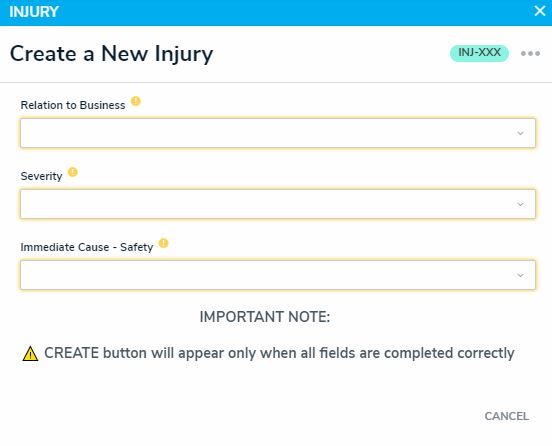 INJURY
Create a New Injury
INJ-XXX
Relation to Business
Severity
Immediate Cause - Safety
IMPORTANT NOTE:
CREATE button will appear only when all fields are completed correctly
CANCEL